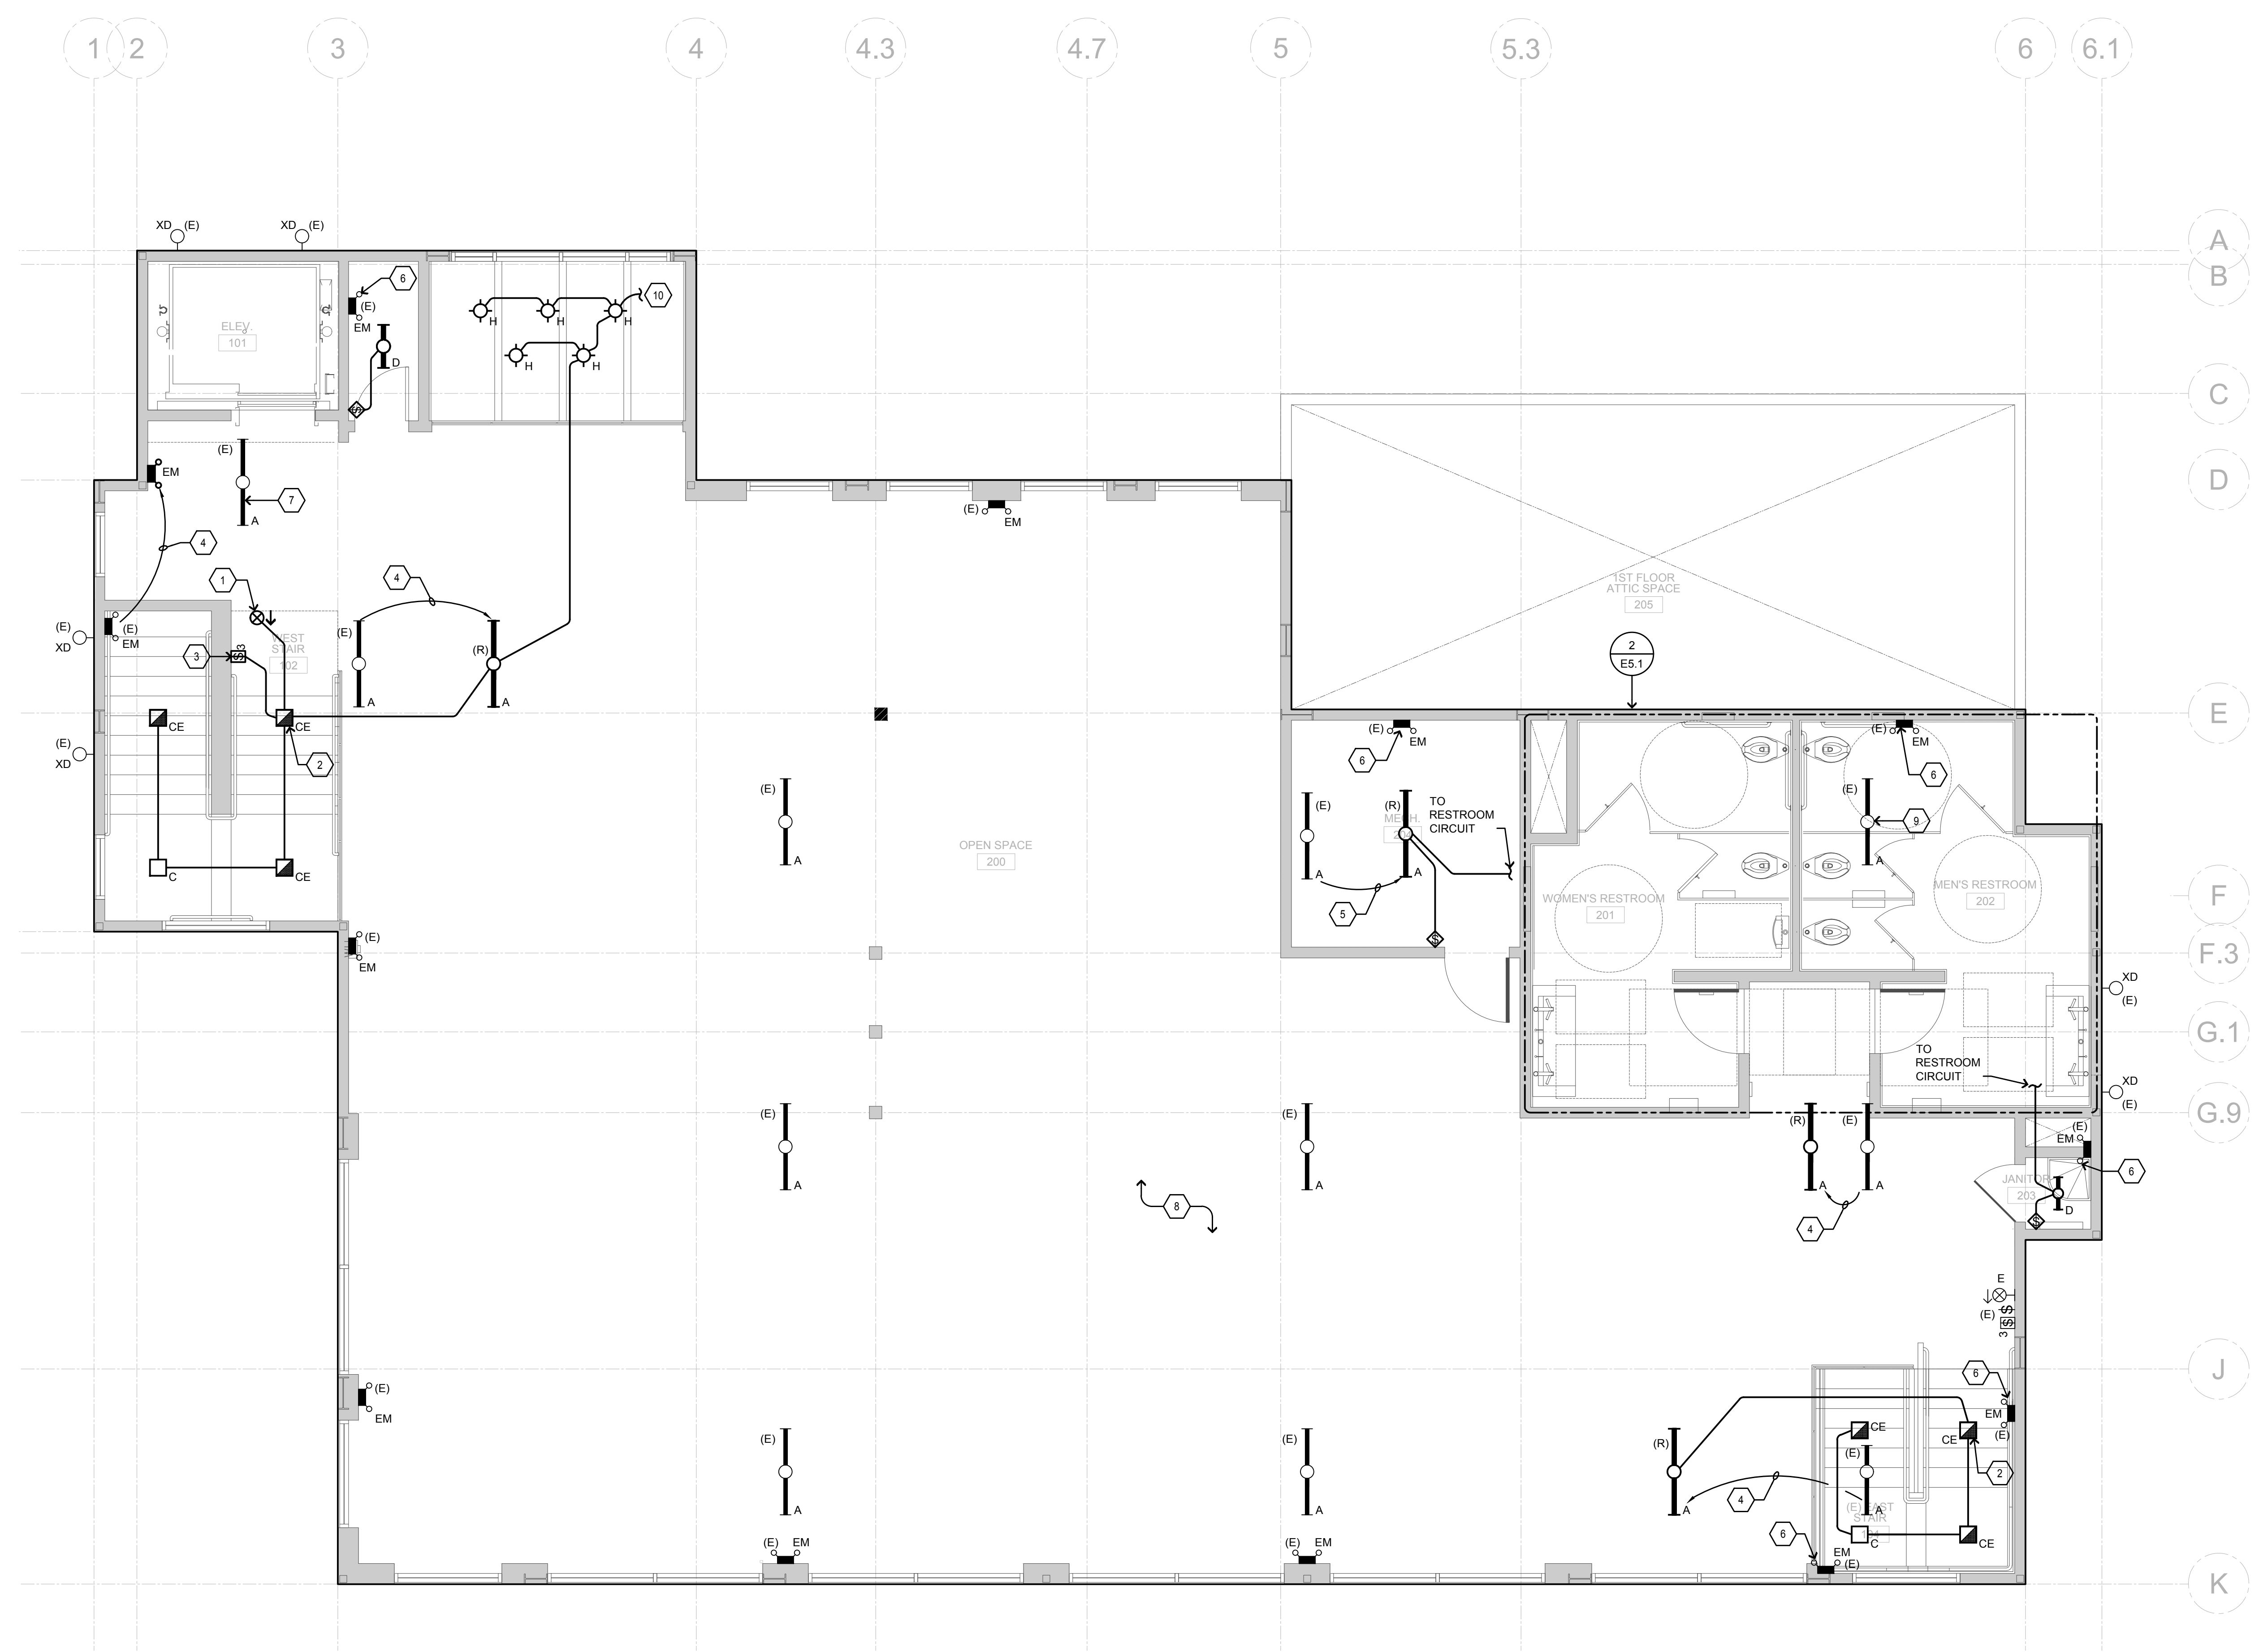 1 2 3 4 4.3 4.7 5 5.3 6 6.1
A
B
C
D
E
F
F.3
G.1
G.9
J
K
XD (E)
XD (E)
6
(E)
EM
D
ELEV.
101
10
H H H
H H
(E)
EM
7
A
4
(E)
EM
1
4
(E)
EM
(E)
XD
3
3
WEST
STAIR
102
(E)
A
(R)
A
1ST FLOOR
ATTIC SPACE
205
2
E5.1
CE
CE
2
(E)
XD
C
CE
(E)
A
OPEN SPACE
200
(E)
EM
6
(E)
A
(R)
A
MECH.
TO
RESTROOM
CIRCUIT
5
(E)
EM
6
(E)
9
A
WOMEN'S RESTROOM
201
MEN'S RESTROOM
202
(E)
EM
XD
(E)
TO
RESTROOM
CIRCUIT
XD
(E)
(E)
A
(E)
A
8
(R)
A
(E)
A
4
(E)
EM
6
JANITOR
203
D
E
(E)
3
6
EM
(E)
(E)
EM
(E)
A
(E)
A
(R)
A
4
CE
CE
2
(E)
A
(E) EAST
STAIR
C
CE
6
EM
(E)
(E) EM
(E) EM